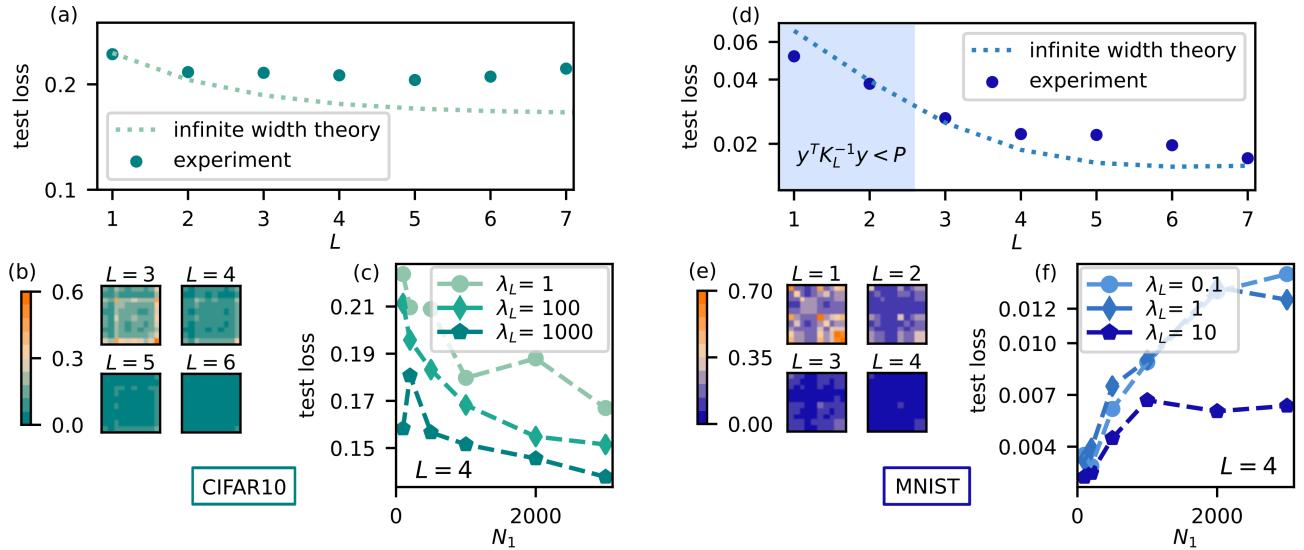 (a)
test loss
0.2
0.1
infinite width theory
experiment
1 2 3 4 5 6 7
L
(d)
test loss
0.06
0.04
0.02
infinite width theory
experiment
y^T K_L^{-1} y < P
1 2 3 4 5 6 7
L
(b)
0.6
0.3
0.0
L = 3
L = 4
L = 5
L = 6
CIFAR10
(c)
test loss
0.21
0.19
0.17
0.15
λ_L = 1
λ_L = 100
λ_L = 1000
L = 4
0 2000
N_1
(e)
0.70
0.35
0.00
L = 1
L = 2
L = 3
L = 4
MNIST
(f)
test loss
0.012
0.010
0.007
0.004
λ_L = 0.1
λ_L = 1
λ_L = 10
L = 4
0 2000
N_1